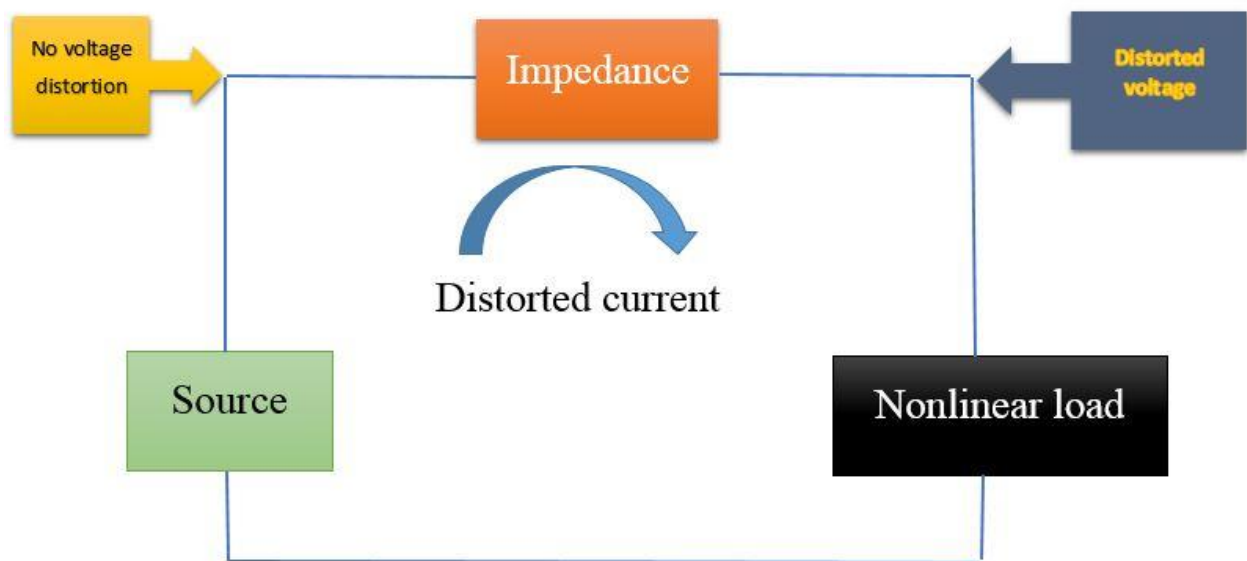 No voltage
distortion
Impedance
Distorted
voltage
Distorted current
Source
Nonlinear load